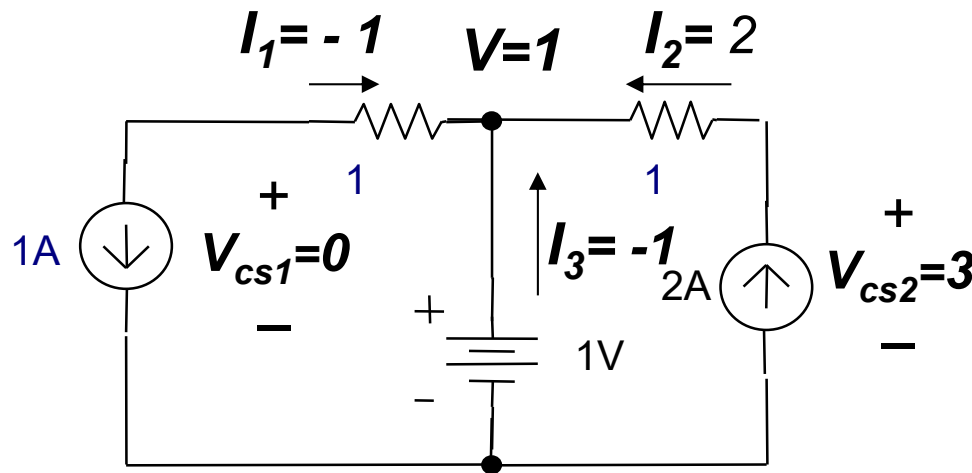 I1= - 1
V=1
I2= 2
1
1
+
+
1A
Vcs1=0
I3= -1
2A
Vcs2=3
–
+
1V
–
-